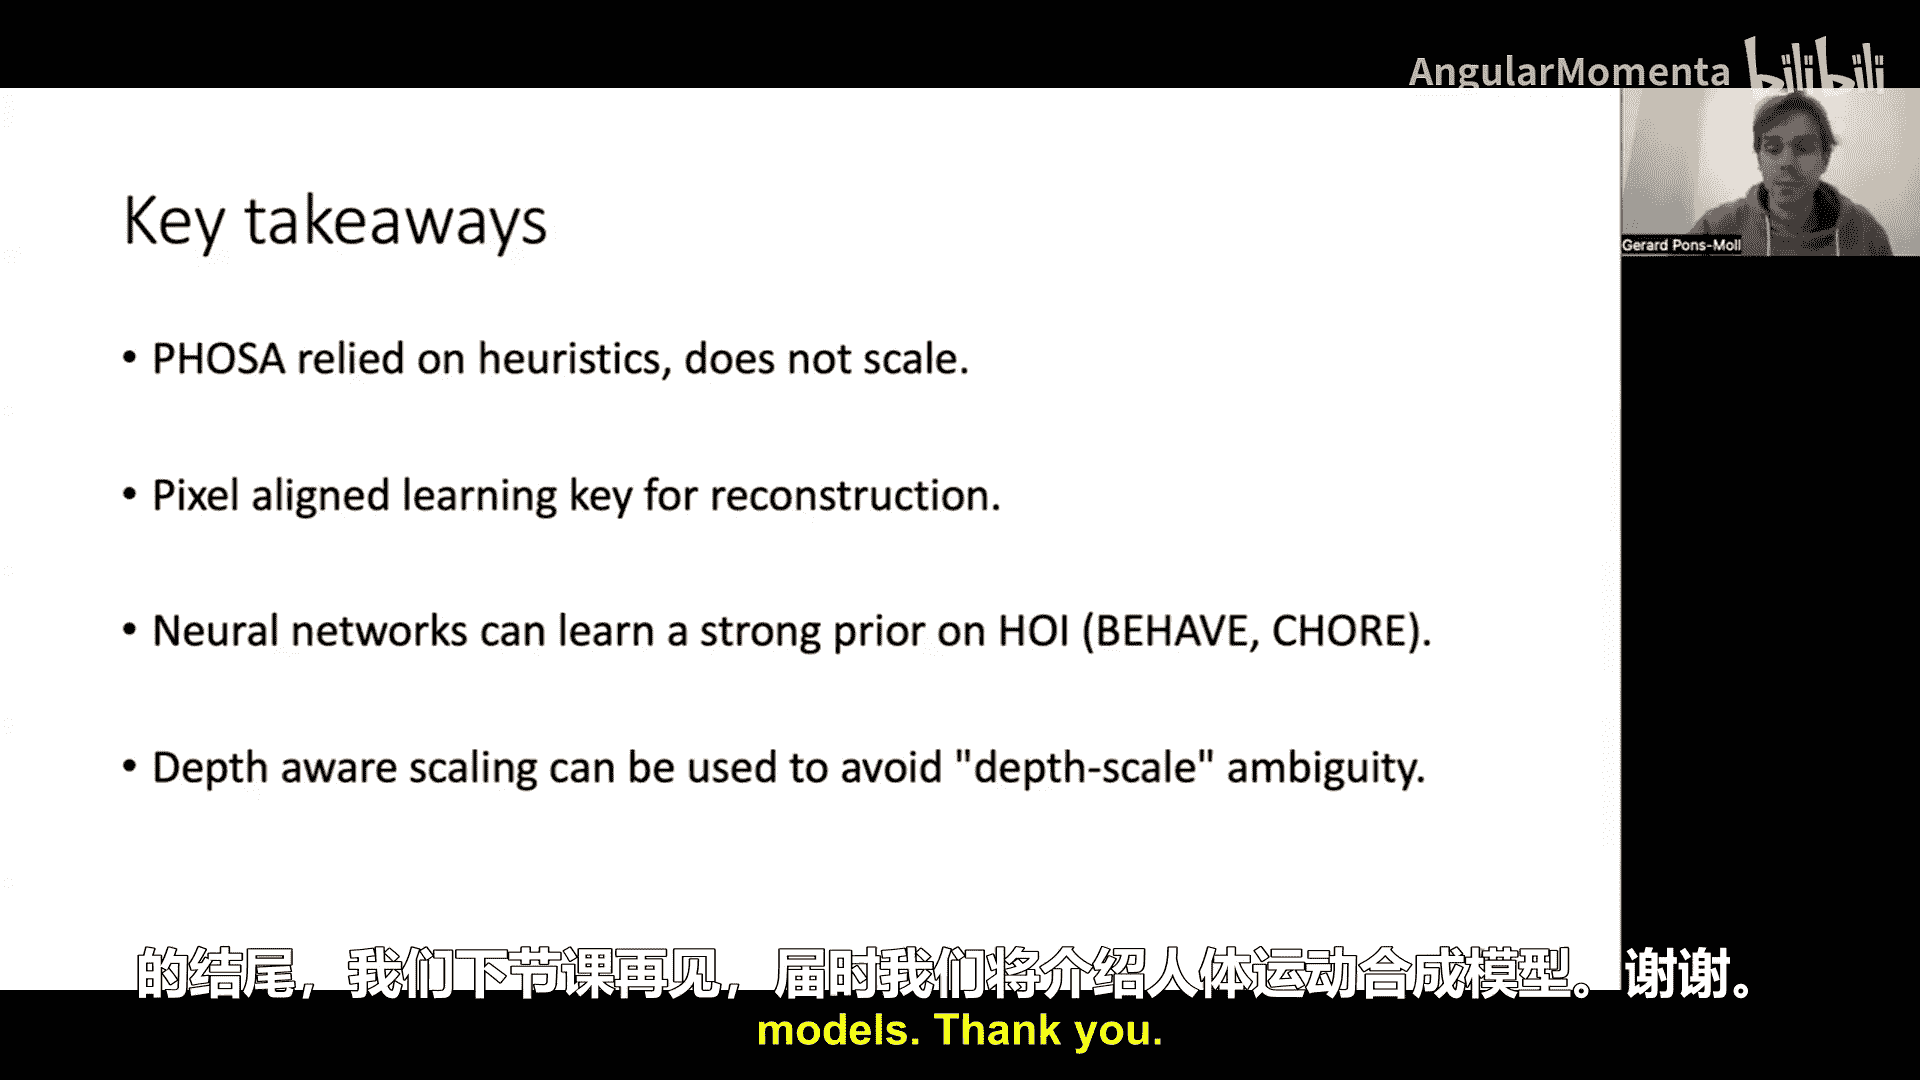 AngularMomenta bilibili
Gerard Pons-Moll
Key takeaways
• PHOSA relied on heuristics, does not scale.
• Pixel aligned learning key for reconstruction.
• Neural networks can learn a strong prior on HOI (BEHAVE, CHORE).
• Depth aware scaling can be used to avoid "depth-scale" ambiguity.
的结尾，我们下节课再见，届时我们将介绍人体运动合成模型。谢谢。
models. Thank you.